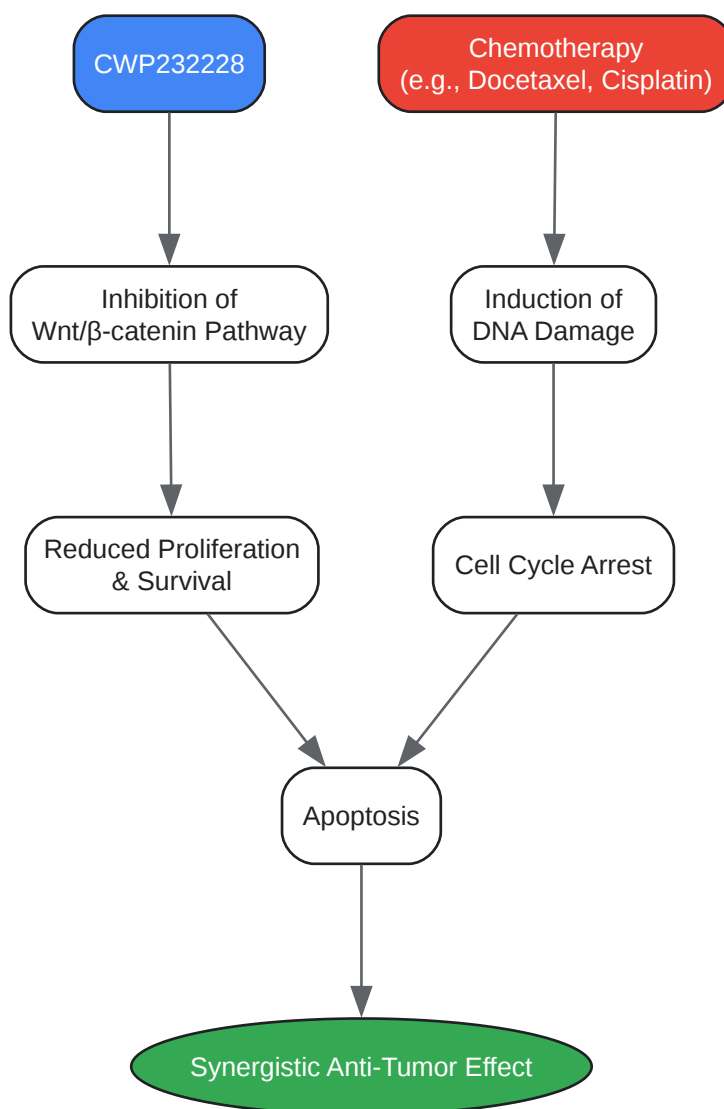 CWP232228
Chemotherapy
(e.g., Docetaxel, Cisplatin)
Inhibition of
Wnt/β-catenin Pathway
Induction of
DNA Damage
Reduced Proliferation
& Survival
Cell Cycle Arrest
Apoptosis
Synergistic Anti-Tumor Effect